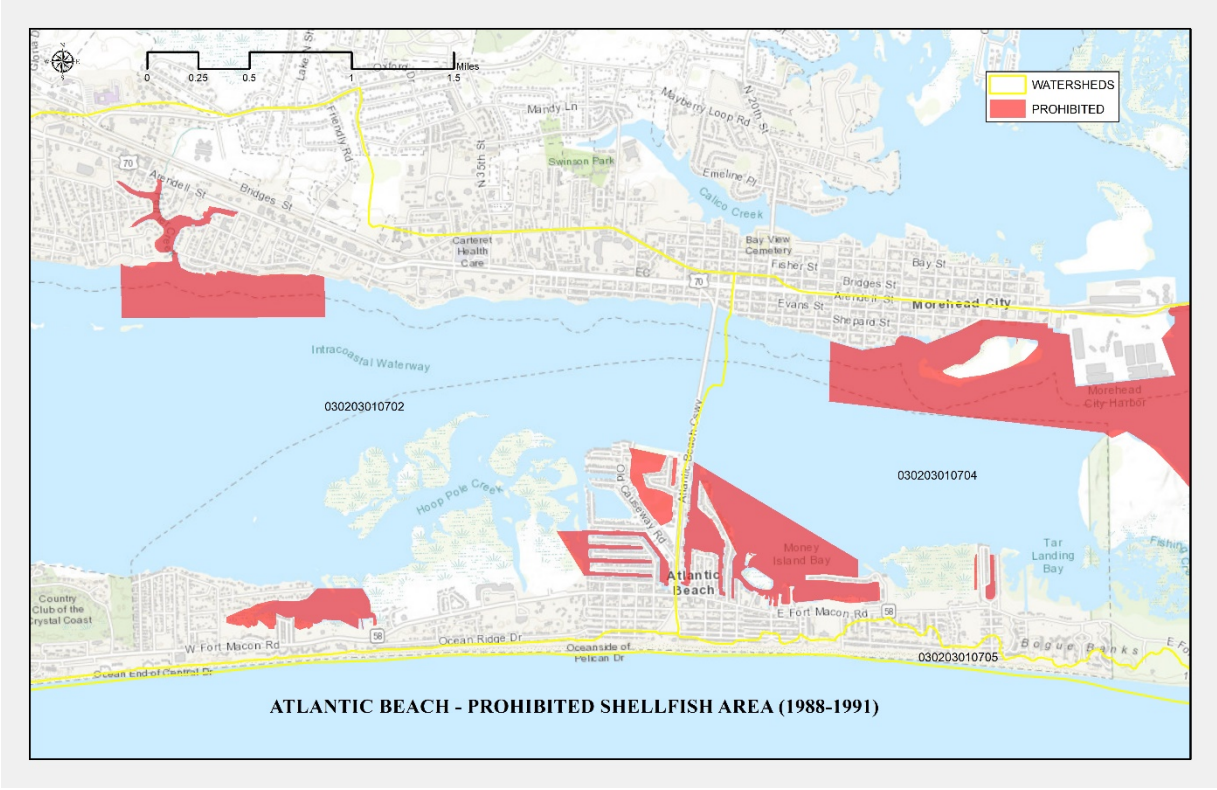 N
W
E
S
0
0.25
0.5
1
1.5
Miles
WATERSHEDS
PROHIBITED
Lake N
Oxford Dr
Friendly Rd
Mandy Ln
N 35th St
Swinson Park
Mayberry Loop Rd
N 20th St
Emeline Pl
Calico Creek
70
Arendell St
Bridges St
Carteret
Health
Care
Bay View
Cemetery
Fisher St
Bay St
EC
70
Bridges St
Evans St
Arendell St
Morehead City
Shepard St
Intracoastal Waterway
Morehead
City Harbor
030203010702
Atlantic Beach Cswy
030203010704
Hoop Pole Creek
Old
Causeway Rd
Money
Island Bay
Tar
Landing
Bay
Fishing
Atlantic
Beach
Country
Club of the
Crystal Coast
E Fort Macon Rd
58
58
W Fort Macon Rd
Ocean Ridge Dr
Oceanside of
Pelican Dr
Bogue Banks
E Fo
030203010705
Ocean End of Central Dr
ATLANTIC BEACH - PROHIBITED SHELLFISH AREA (1988-1991)